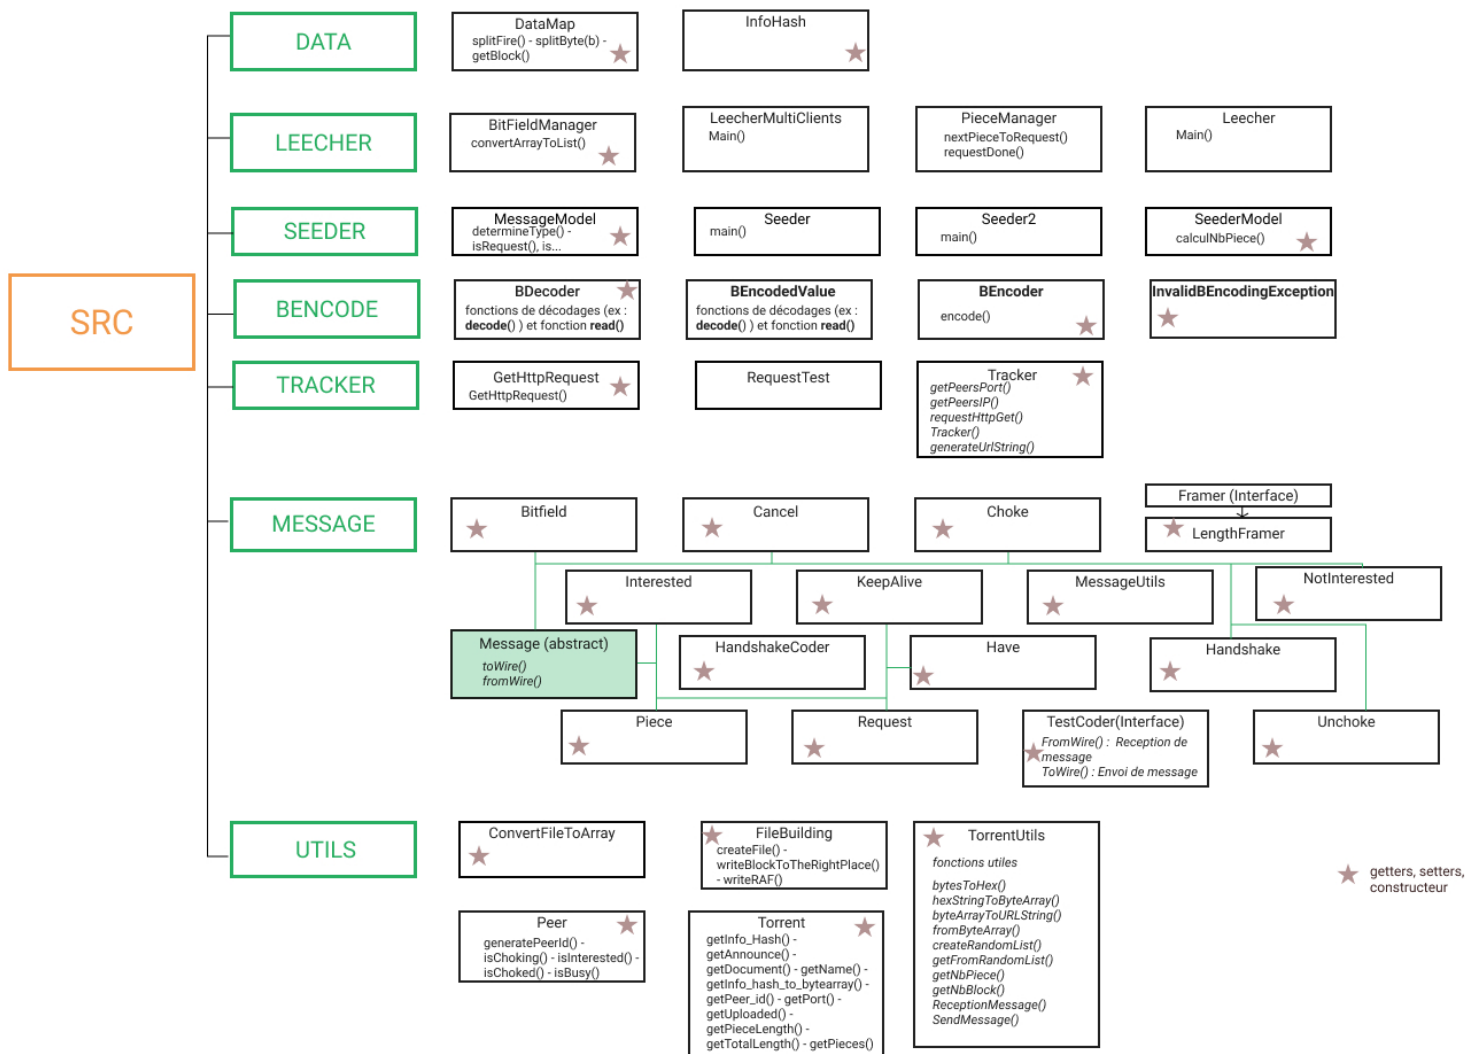 SRC
DATA
DataMap
splitFire() - splitByte(b) -
getBlock()
InfoHash
LEECHER
BitFieldManager
convertArrayToList()
LeecherMultiClients
Main()
PieceManager
nextPieceToRequest()
requestDone()
Leecher
Main()
SEEDER
MessageModel
determineType() -
isRequest(), is...
Seeder
main()
Seeder2
main()
SeederModel
calculNbPiece()
BENCODE
BDecoder
fonctions de décodages (ex :
decode() ) et fonction read()
BEncodedValue
fonctions de décodages (ex :
decode() ) et fonction read()
BEncoder
encode()
InvalidBEncodingException
TRACKER
GetHttpRequest
GetHttpRequest()
RequestTest
Tracker
getPeersPort()
getPeersIP()
requestHttpGet()
Tracker()
generateUrlString()
MESSAGE
Bitfield
Cancel
Choke
Framer (Interface)
LengthFramer
Interested
KeepAlive
MessageUtils
NotInterested
Message (abstract)
toWire()
fromWire()
HandshakeCoder
Have
Handshake
Piece
Request
TestCoder(Interface)
FromWire() : Reception de
message
ToWire() : Envoi de message
Unchoke
UTILS
ConvertFileToArray
FileBuilding
createFile() -
writeBlockToTheRightPlace()
- writeRAF()
TorrentUtils
fonctions utiles
bytesToHex()
hexStringToByteArray()
byteArrayToURLString()
fromByteArray()
createRandomList()
getFromRandomList()
getNbPiece()
getNbBlock()
ReceptionMessage()
SendMessage()
Peer
generatePeerId() -
isChoking() - isInterested() -
isChoked() - isBusy()
Torrent
getInfo_Hash() -
getAnnounce() -
getDocument() - getName() -
getInfo_hash_to_bytearray() -
getPeer_id() - getPort() -
getUploaded() -
getPieceLength() -
getTotalLength() - getPieces()
getters, setters,
constructeur